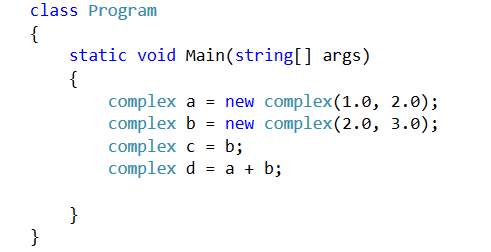 class Program
{
    static void Main(string[] args)
    {
        complex a = new complex(1.0, 2.0);
        complex b = new complex(2.0, 3.0);
        complex c = b;
        complex d = a + b;
    }
}